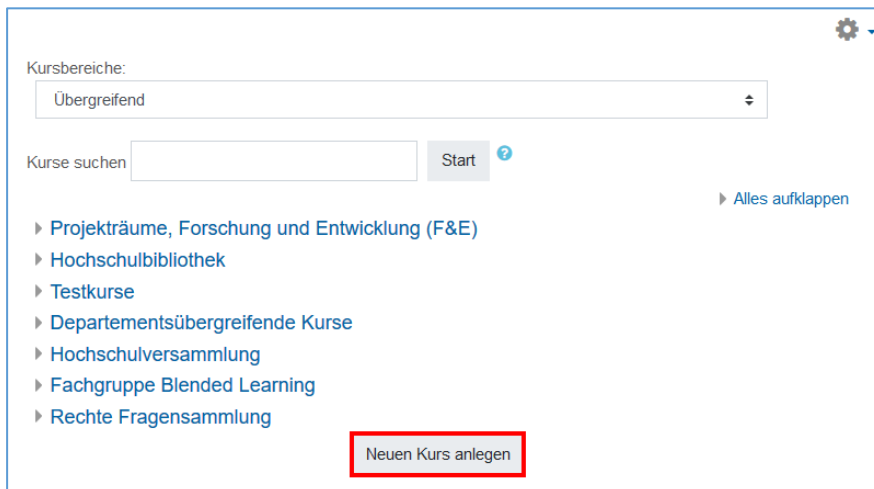 Kursbereiche:
Übergreifend
Kurse suchen Start ?
Alles aufklappen
Projekträume, Forschung und Entwicklung (F&E)
Hochschulbibliothek
Testkurse
Departementsübergreifende Kurse
Hochschulversammlung
Fachgruppe Blended Learning
Rechte Fragensammlung
Neuen Kurs anlegen